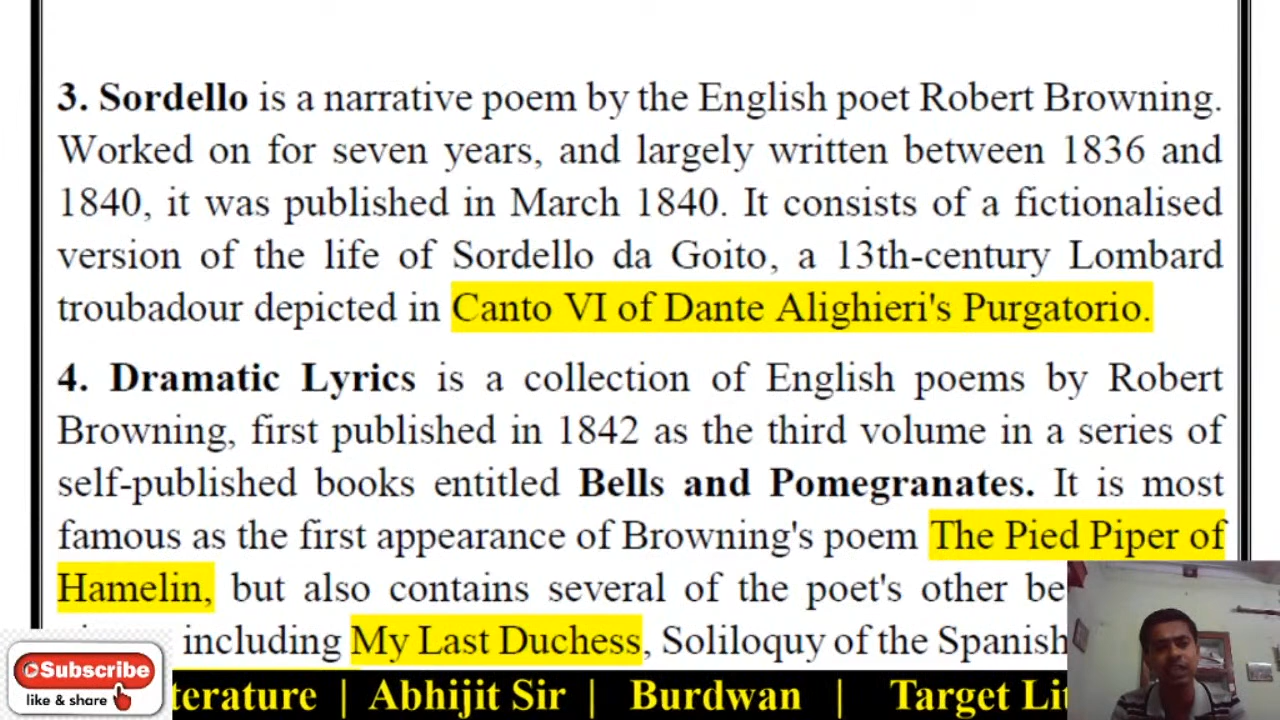 3. Sordello is a narrative poem by the English poet Robert Browning.
Worked on for seven years, and largely written between 1836 and
1840, it was published in March 1840. It consists of a fictionalised
version of the life of Sordello da Goito, a 13th-century Lombard
troubadour depicted in Canto VI of Dante Alighieri's Purgatorio.
4. Dramatic Lyrics is a collection of English poems by Robert
Browning, first published in 1842 as the third volume in a series of
self-published books entitled Bells and Pomegranates. It is most
famous as the first appearance of Browning's poem The Pied Piper of
Hamelin, but also contains several of the poet's other be
including My Last Duchess, Soliloquy of the Spanish
Subscribe
like & share
terature | Abhijit Sir | Burdwan | Target Lit